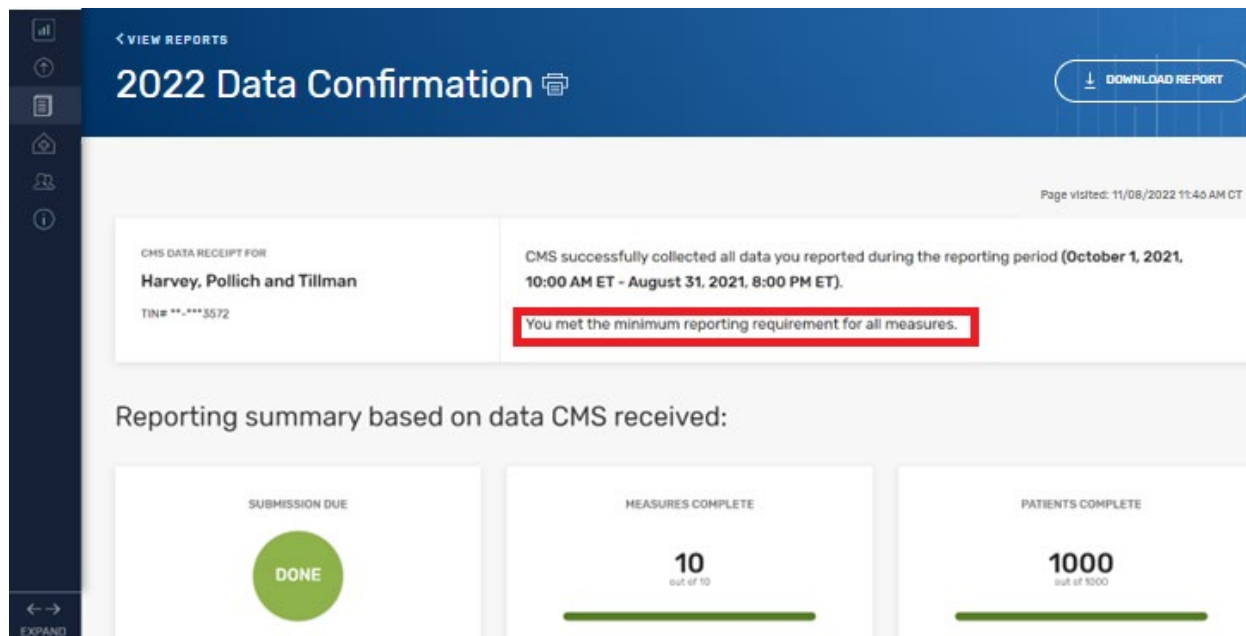 < VIEW REPORTS
2022 Data Confirmation
DOWNLOAD REPORT
Page visited: 11/08/2022 11:46 AM CT
CMS DATA RECEIPT FOR
Harvey, Pollich and Tillman
TIN# **-***3572
CMS successfully collected all data you reported during the reporting period (October 1, 2021,
10:00 AM ET - August 31, 2021, 8:00 PM ET).
You met the minimum reporting requirement for all measures.
Reporting summary based on data CMS received:
SUBMISSION DUE
DONE
MEASURES COMPLETE
10
out of 10
PATIENTS COMPLETE
1000
out of 1000
EXPAND